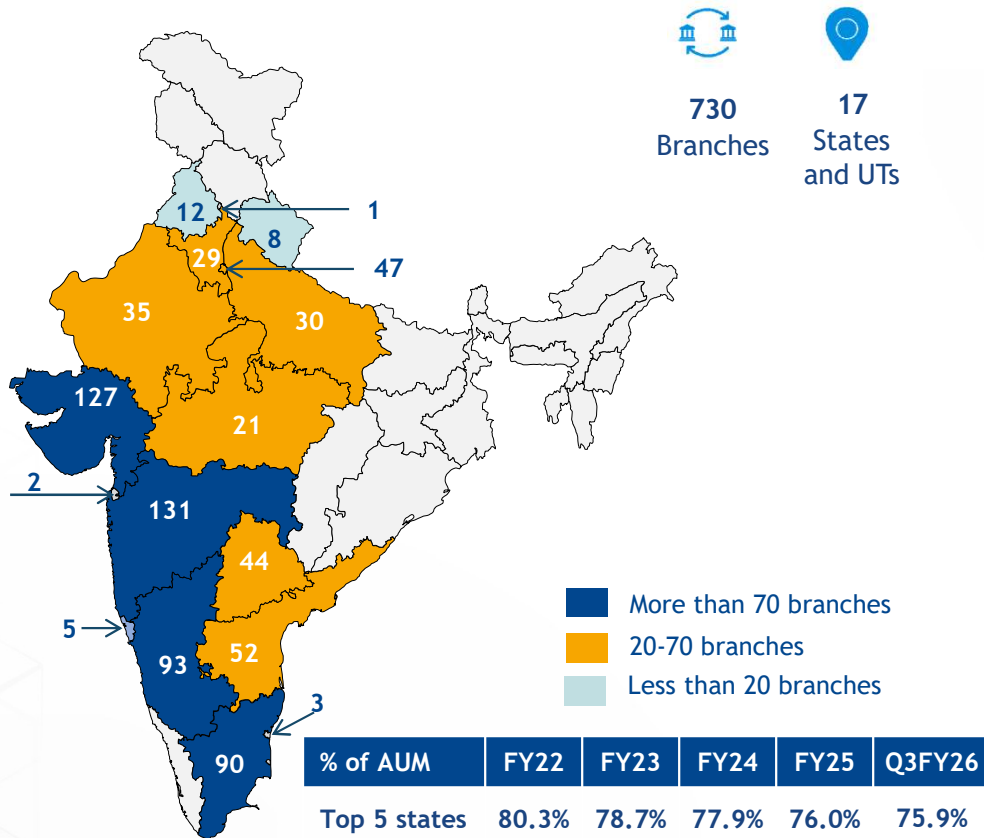 730
Branches
17
States
and UTs
12
1
8
29
47
35
30
127
21
2
131
44
5
93
52
3
90
More than 70 branches
20-70 branches
Less than 20 branches
% of AUM FY22 FY23 FY24 FY25 Q3FY26
Top 5 states 80.3% 78.7% 77.9% 76.0% 75.9%